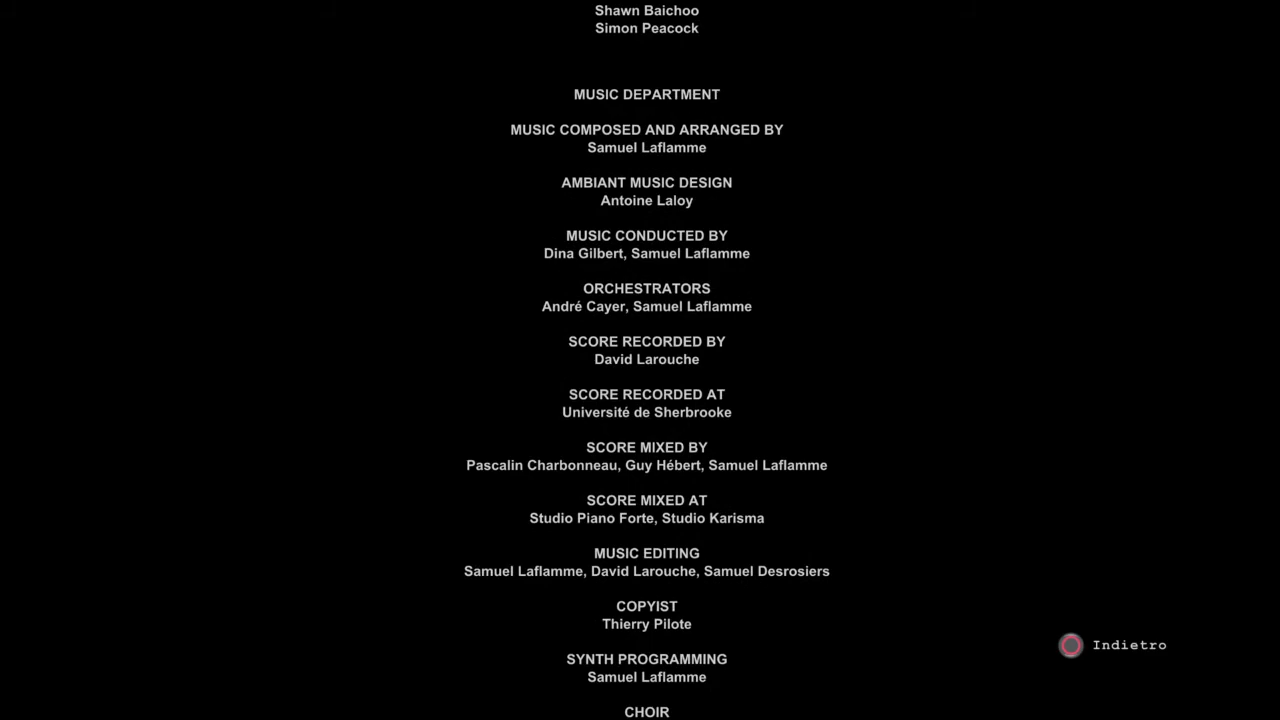 Shawn Baichoo
Simon Peacock
MUSIC DEPARTMENT
MUSIC COMPOSED AND ARRANGED BY
Samuel Laflamme
AMBIANT MUSIC DESIGN
Antoine Laloy
MUSIC CONDUCTED BY
Dina Gilbert, Samuel Laflamme
ORCHESTRATORS
André Cayer, Samuel Laflamme
SCORE RECORDED BY
David Larouche
SCORE RECORDED AT
Université de Sherbrooke
SCORE MIXED BY
Pascalin Charbonneau, Guy Hébert, Samuel Laflamme
SCORE MIXED AT
Studio Piano Forte, Studio Karisma
MUSIC EDITING
Samuel Laflamme, David Larouche, Samuel Desrosiers
COPYIST
Thierry Pilote
Indietro
SYNTH PROGRAMMING
Samuel Laflamme
CHOIR